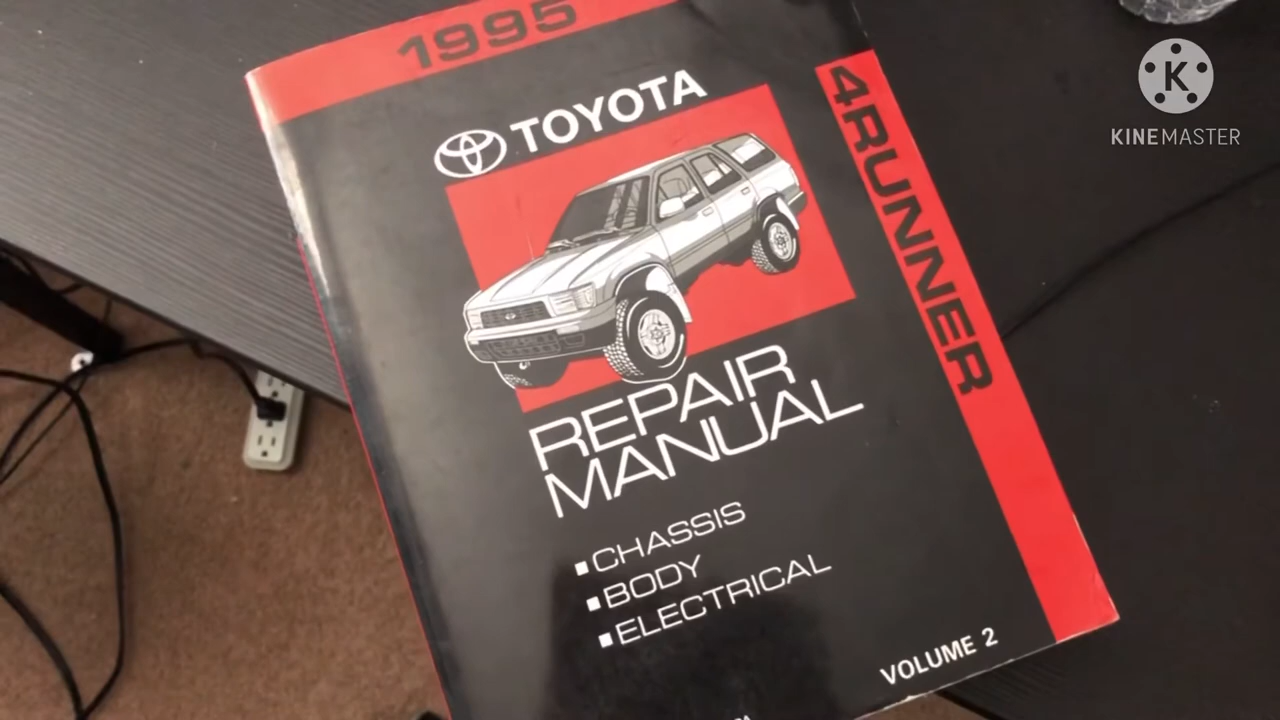 1995
TOYOTA
4RUNNER
REPAIR
MANUAL
▪CHASSIS
▪BODY
▪ELECTRICAL
VOLUME 2
K
KINEMASTER